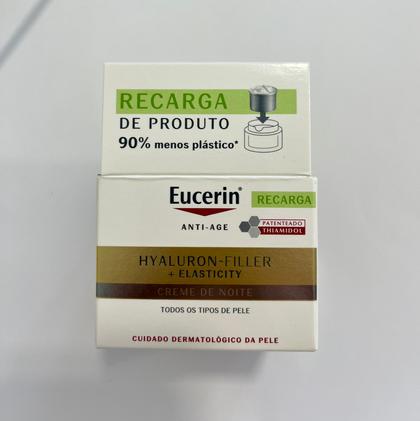 RECARGA
DE PRODUTO
90% menos plástico*
Eucerin®
RECARGA
ANTI-AGE
PATENTEADO
THIAMIDOL
HYALURON-FILLER
+ ELASTICITY
CREME DE NOITE
TODOS OS TIPOS DE PELE
CUIDADO DERMATOLÓGICO DA PELE